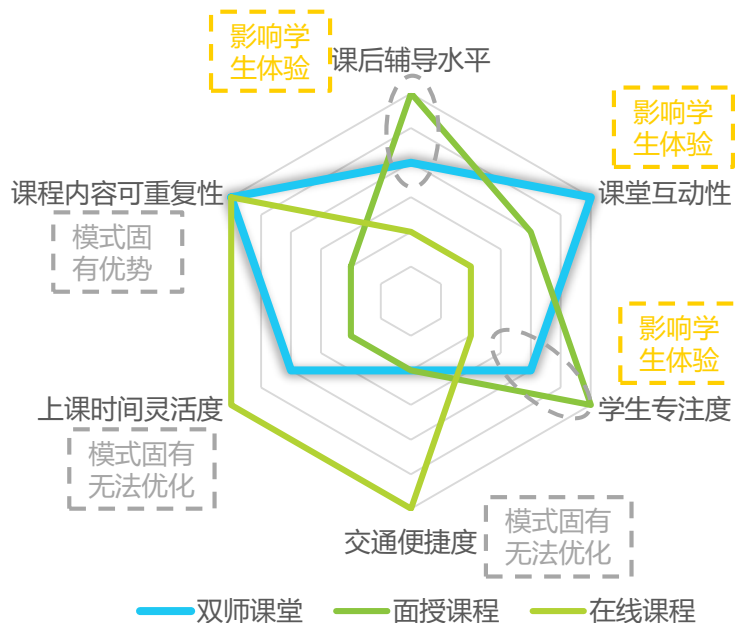 影响学
生体验
课后辅导水平
影响学
生体验
课程内容可重复性
课堂互动性
模式固
有优势
影响学
生体验
上课时间灵活度
学生专注度
模式固有
无法优化
模式固有
无法优化
交通便捷度
双师课堂
面授课程
在线课程